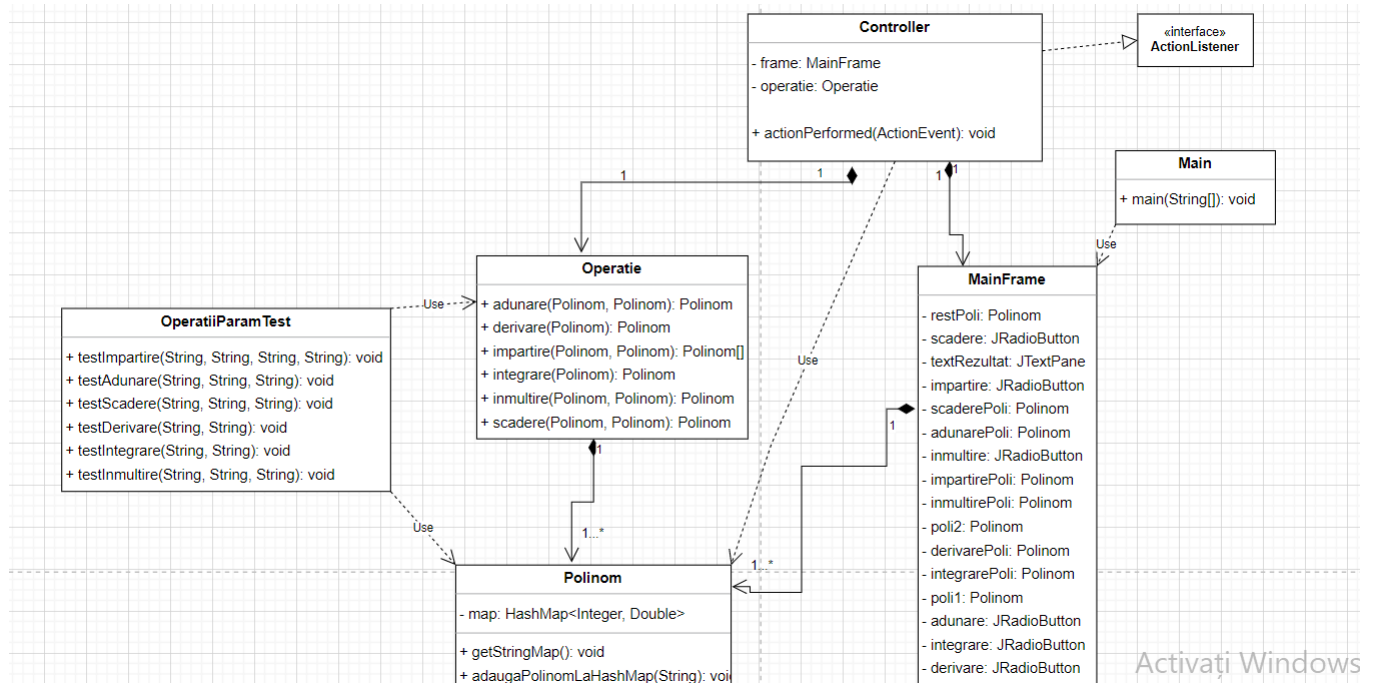 Controller
- frame: MainFrame
- operatie: Operatie
+ actionPerformed(ActionEvent): void
«interface»
ActionListener
Main
+ main(String[]): void
Use
1
1
1
1
Operatie
+ adunare(Polinom, Polinom): Polinom
+ derivare(Polinom): Polinom
+ impartire(Polinom, Polinom): Polinom[]
+ integrare(Polinom): Polinom
+ inmultire(Polinom, Polinom): Polinom
+ scadere(Polinom, Polinom): Polinom
OperatiiParamTest
+ testImpartire(String, String, String, String): void
+ testAdunare(String, String, String): void
+ testScadere(String, String, String): void
+ testDerivare(String, String): void
+ testIntegrare(String, String): void
+ testInmultire(String, String, String): void
Use
Use
Use
1
1...*
1
1...*
MainFrame
- restPoli: Polinom
- scadere: JRadioButton
- textRezultat: JTextPane
- impartire: JRadioButton
- scaderePoli: Polinom
- adunarePoli: Polinom
- inmultire: JRadioButton
- impartirePoli: Polinom
- inmultirePoli: Polinom
- poli2: Polinom
- derivarePoli: Polinom
- integrarePoli: Polinom
- poli1: Polinom
- adunare: JRadioButton
- integrare: JRadioButton
- derivare: JRadioButton
Polinom
- map: HashMap<Integer, Double>
+ getStringMap(): void
+ adaugaPolinomLaHashMap(String): void
Activați Windows